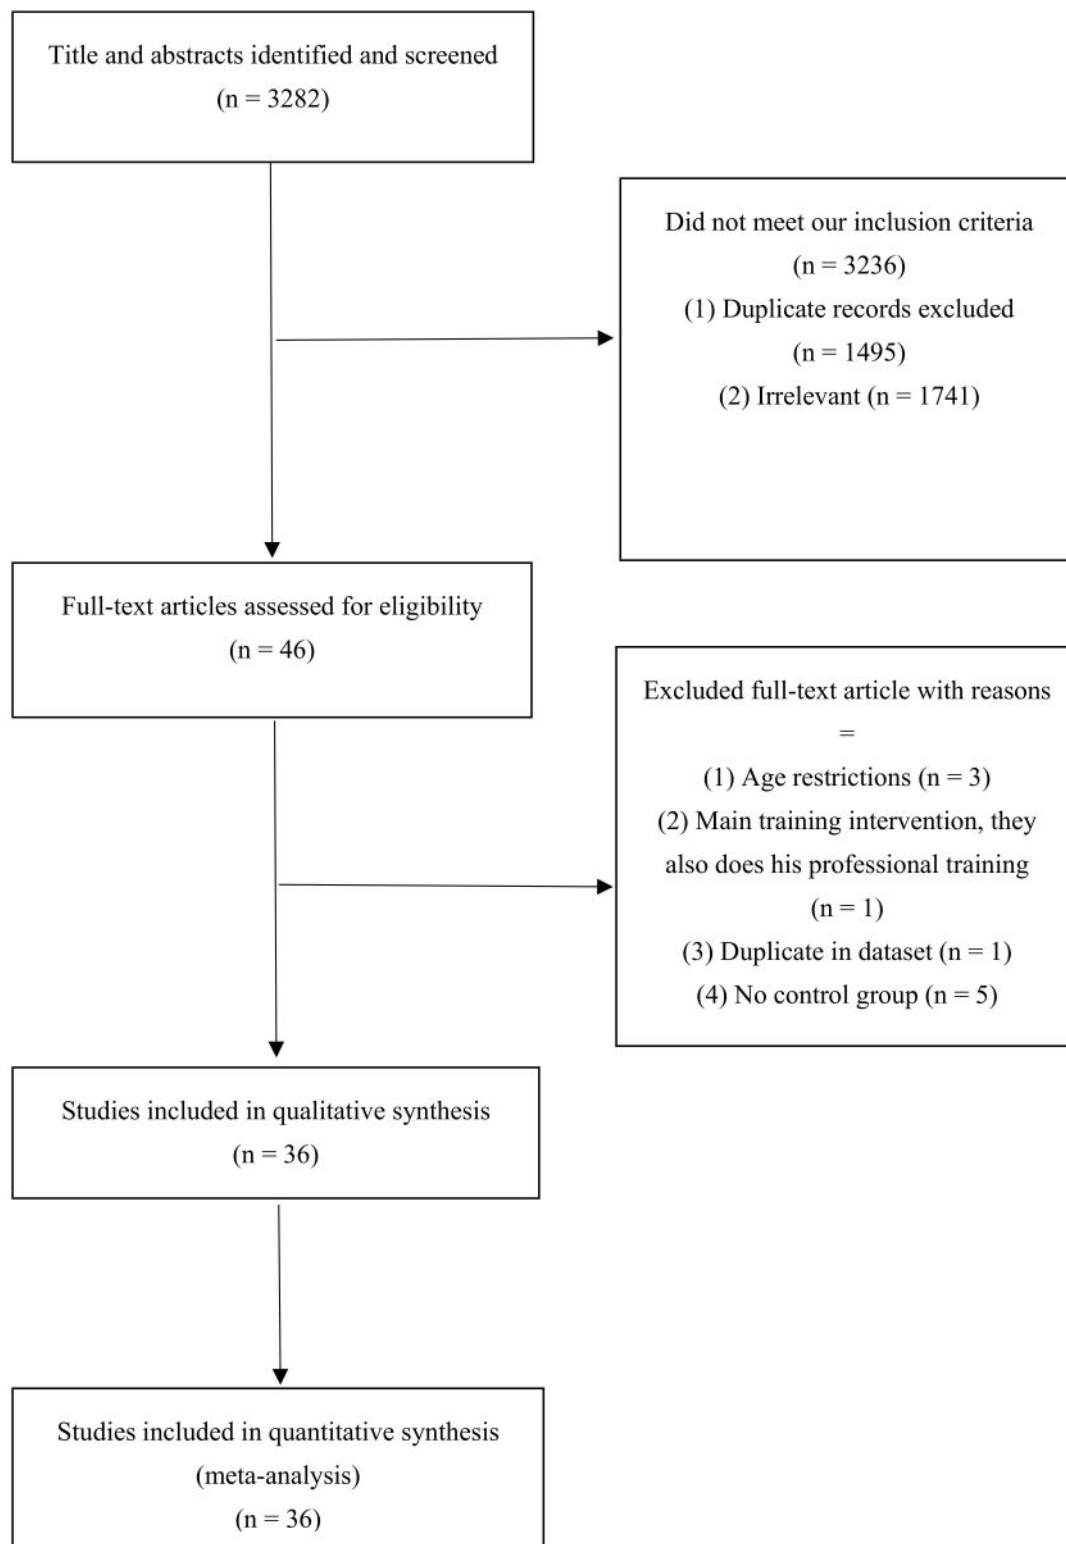 Title and abstracts identified and screened
(n = 3282)
Did not meet our inclusion criteria
(n = 3236)
(1) Duplicate records excluded
(n = 1495)
(2) Irrelevant (n = 1741)
Full-text articles assessed for eligibility
(n = 46)
Excluded full-text article with reasons
=
(1) Age restrictions (n = 3)
(2) Main training intervention, they
also does his professional training
(n = 1)
(3) Duplicate in dataset (n = 1)
(4) No control group (n = 5)
Studies included in qualitative synthesis
(n = 36)
Studies included in quantitative synthesis
(meta-analysis)
(n = 36)